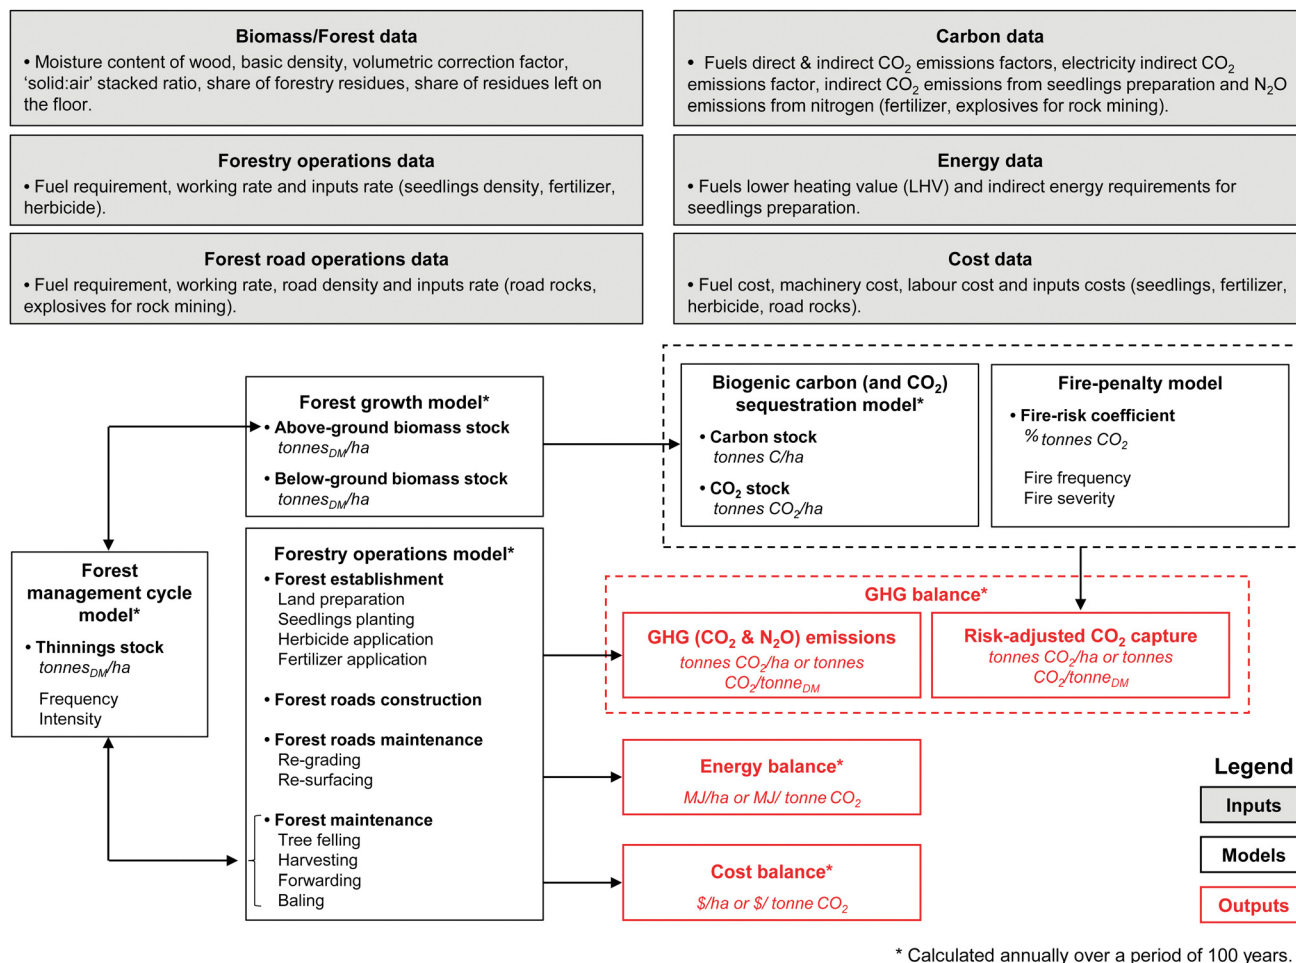 Biomass/Forest data
• Moisture content of wood, basic density, volumetric correction factor,
‘solid:air’ stacked ratio, share of forestry residues, share of residues left on
the floor.
Carbon data
• Fuels direct & indirect CO2 emissions factors, electricity indirect CO2
emissions factor, indirect CO2 emissions from seedlings preparation and N2O
emissions from nitrogen (fertilizer, explosives for rock mining).
Forestry operations data
• Fuel requirement, working rate and inputs rate (seedlings density, fertilizer,
herbicide).
Energy data
• Fuels lower heating value (LHV) and indirect energy requirements for
seedlings preparation.
Forest road operations data
• Fuel requirement, working rate, road density and inputs rate (road rocks,
explosives for rock mining).
Cost data
• Fuel cost, machinery cost, labour cost and inputs costs (seedlings, fertilizer,
herbicide, road rocks).
Forest growth model*
• Above-ground biomass stock
tonnesDM/ha
• Below-ground biomass stock
tonnesDM/ha
Biogenic carbon (and CO2)
sequestration model*
• Carbon stock
tonnes C/ha
• CO2 stock
tonnes CO2/ha
Fire-penalty model
• Fire-risk coefficient
% tonnes CO2
Fire frequency
Fire severity
Forest
management cycle
model*
• Thinnings stock
tonnesDM/ha
Frequency
Intensity
Forestry operations model*
• Forest establishment
Land preparation
Seedlings planting
Herbicide application
Fertilizer application
• Forest roads construction
• Forest roads maintenance
Re-grading
Re-surfacing
• Forest maintenance
Tree felling
Harvesting
Forwarding
Baling
GHG balance*
GHG (CO2 & N2O) emissions
tonnes CO2/ha or tonnes
CO2/tonneDM
Risk-adjusted CO2 capture
tonnes CO2/ha or tonnes
CO2/tonneDM
Energy balance*
MJ/ha or MJ/ tonne CO2
Cost balance*
$/ha or $/ tonne CO2
Legend
Inputs
Models
Outputs
* Calculated annually over a period of 100 years.